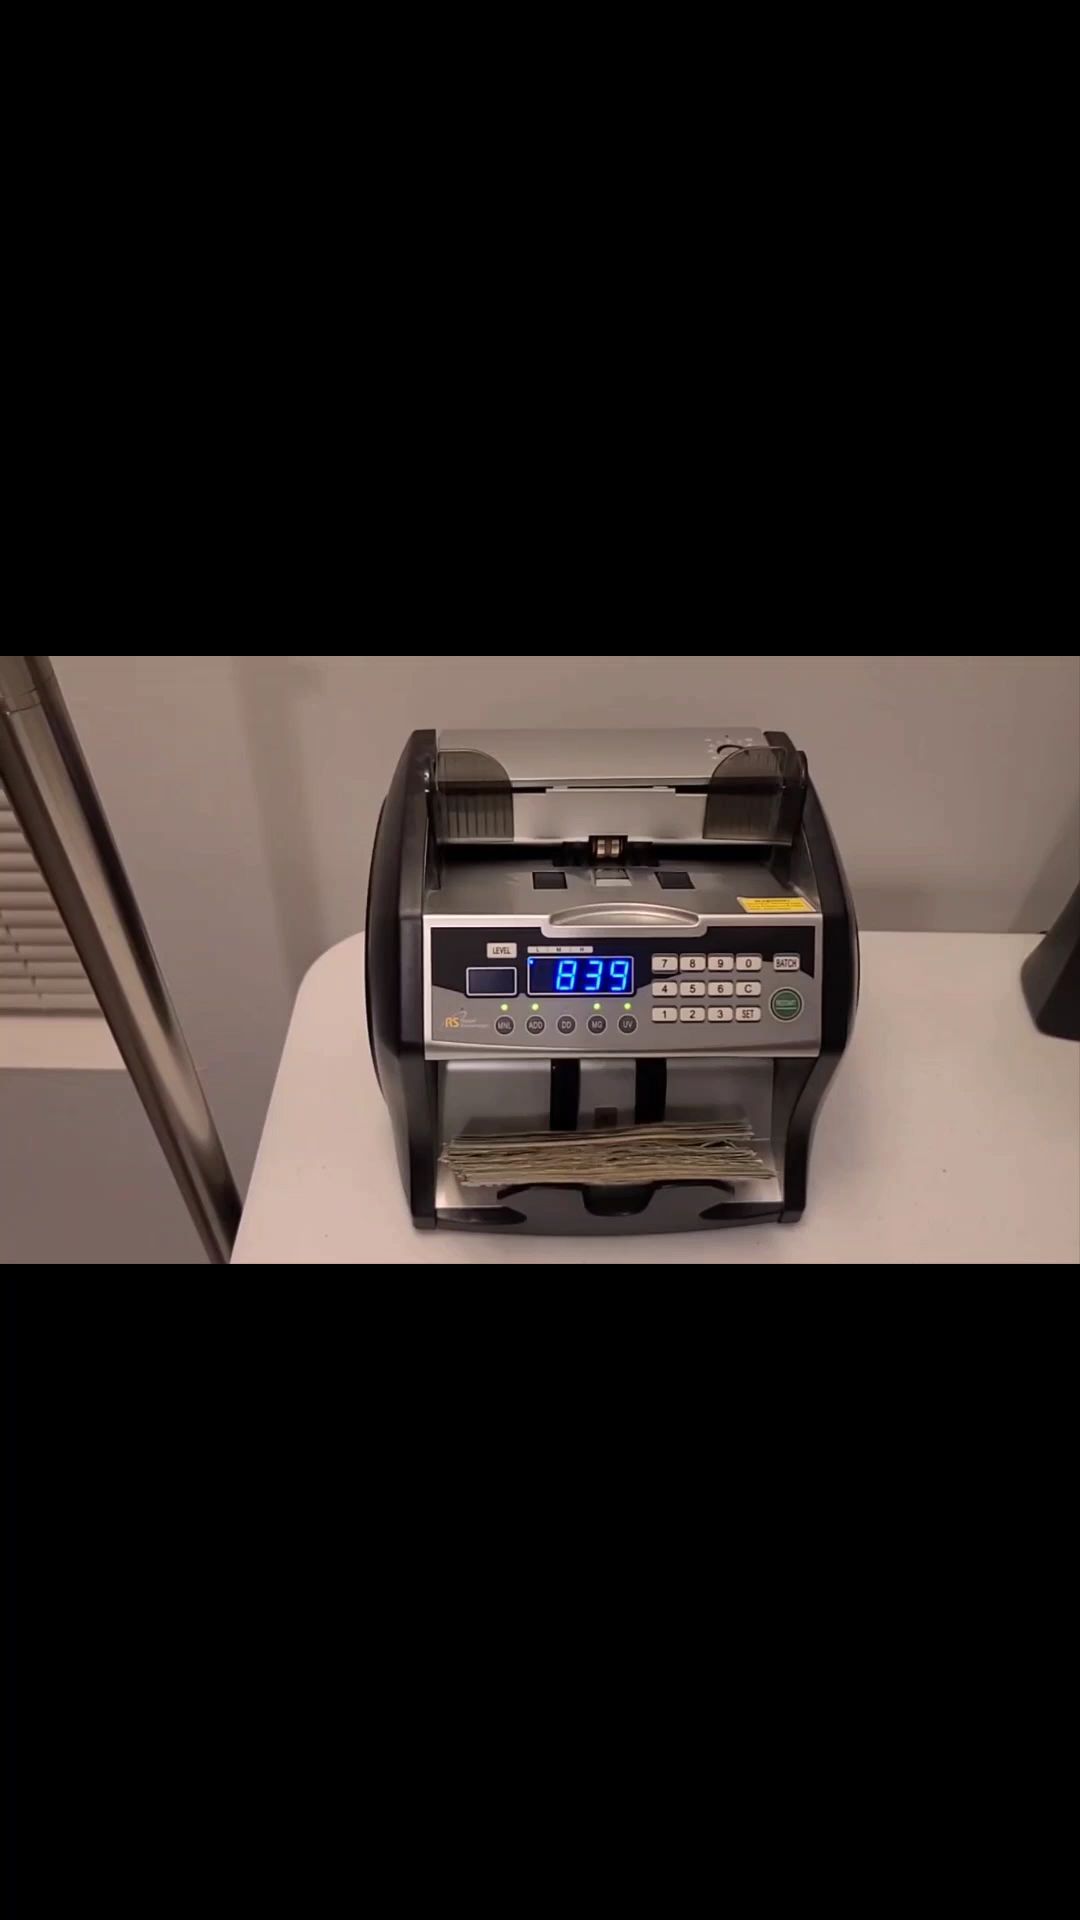 LEVEL
L M H
839
7 8 9 0 BATCH
4 5 6 C
RESTART
1 2 3 SET
RS
MNL ADD DD MG UV